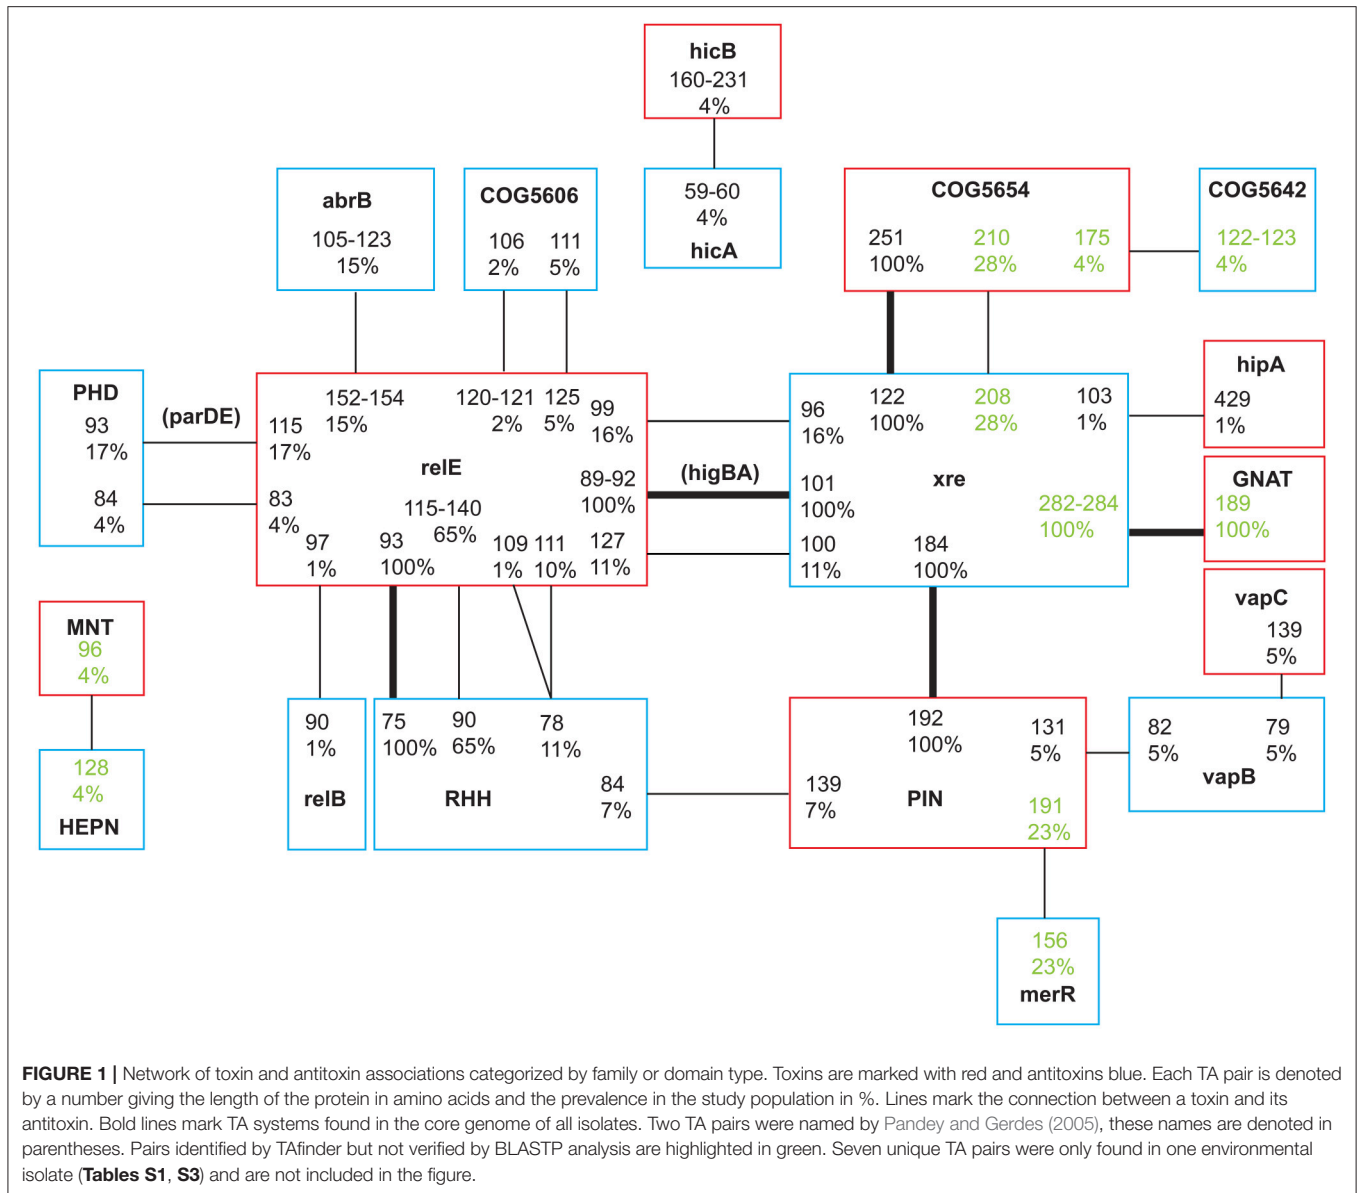 hicB
160-231
4%
59-60
4%
hicA
abrB
105-123
15%
COG5606
106 111
2% 5%
COG5654
251 210 175
100% 28% 4%
COG5642
122-123
4%
PHD
93
17%
84
4%
(parDE)
152-154 120-121 125 99
15% 2% 5% 16%
115
17%
relE
89-92
100%
83
4%
115-140
65%
97 93 109 111 127
1% 100% 1% 10% 11%
(higBA)
96 122 208 103
16% 100% 28% 1%
xre
101
100%
282-284
100%
100 184
11% 100%
hipA
429
1%
GNAT
189
100%
vapC
139
5%
MNT
96
4%
128
4%
HEPN
90
1%
relB
75 90 78
100% 65% 11%
84
7%
RHH
192 131
100% 5%
139
7%
PIN
191
23%
82 79
5% 5%
vapB
156
23%
merR
FIGURE 1 | Network of toxin and antitoxin associations categorized by family or domain type. Toxins are marked with red and antitoxins blue. Each TA pair is denoted
by a number giving the length of the protein in amino acids and the prevalence in the study population in %. Lines mark the connection between a toxin and its
antitoxin. Bold lines mark TA systems found in the core genome of all isolates. Two TA pairs were named by Pandey and Gerdes (2005), these names are denoted in
parentheses. Pairs identified by TAfinder but not verified by BLASTP analysis are highlighted in green. Seven unique TA pairs were only found in one environmental
isolate (Tables S1, S3) and are not included in the figure.